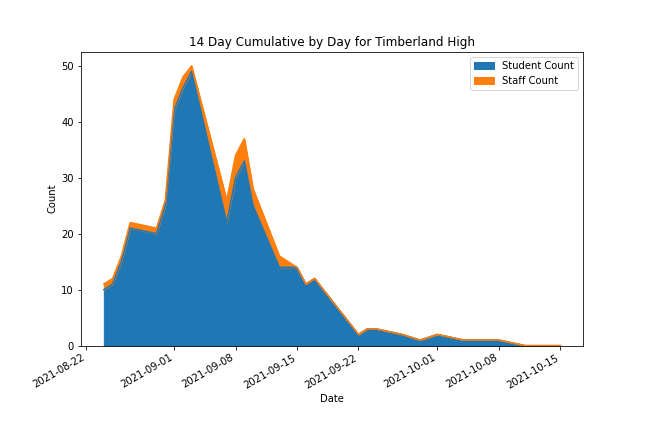 14 Day Cumulative by Day for Timberland High
Student Count
Staff Count
Count
50
40
30
20
10
0
2021-08-22
2021-09-01
2021-09-08
2021-09-15
2021-09-22
2021-10-01
2021-10-08
2021-10-15
Date